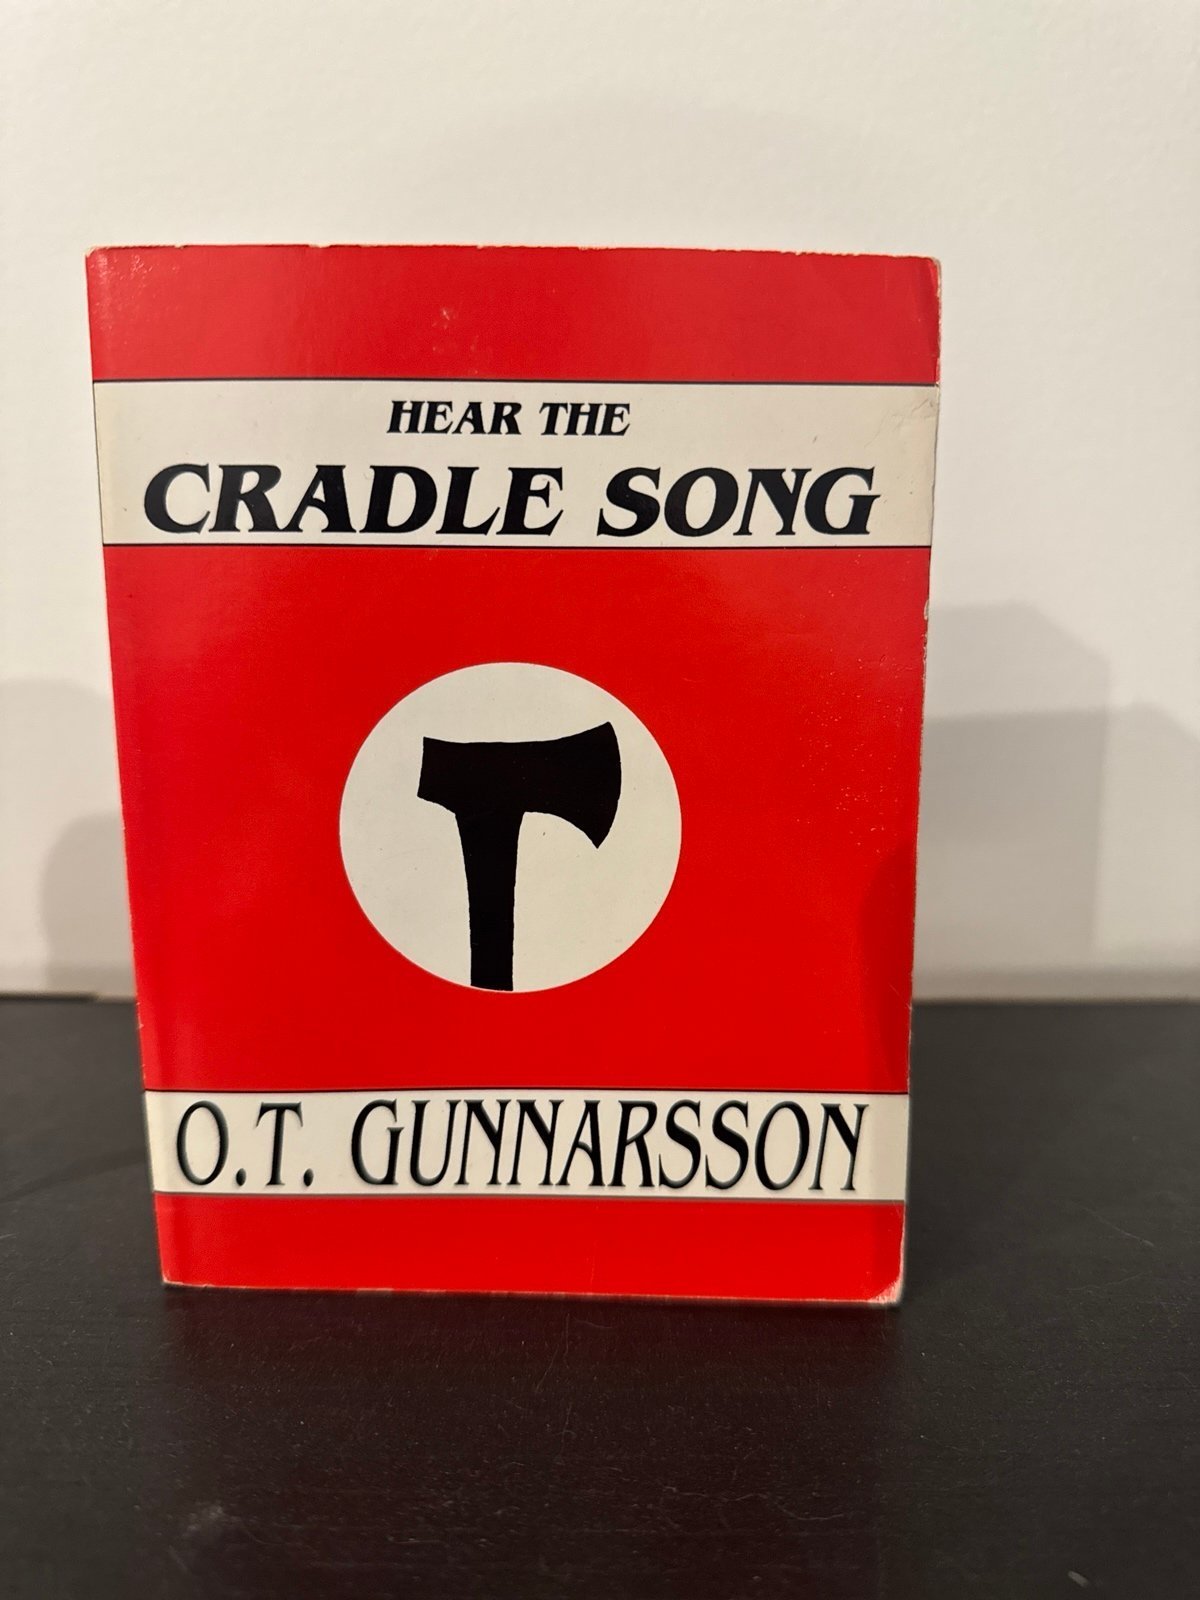 HEAR THE
CRADLE SONG
O.T. GUNNARSSON